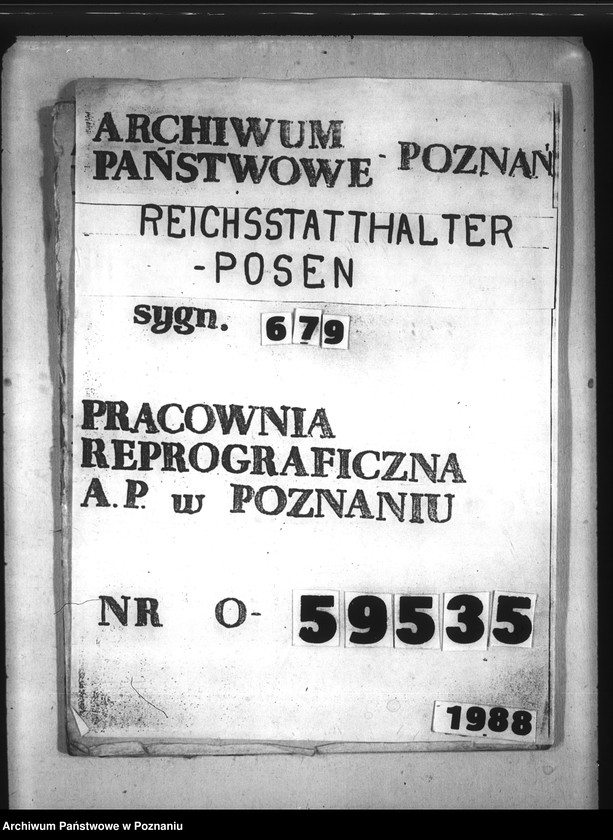 ARCHIWUM
PAŃSTWOWE - POZNAŃ
REICHSSTATTHALTER
-POSEN
sygn. 679
PRACOWNIA
REPROGRAFICZNA
A.P. w POZNANIU
NR O- 59535
1988
Archiwum Państwowe w Poznaniu